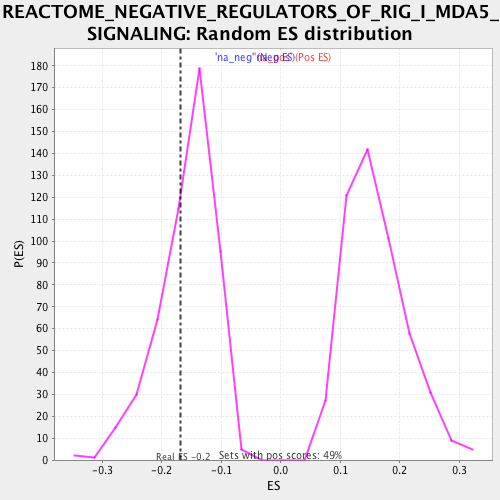 REACTOME_NEGATIVE_REGULATORS_OF_RIG_I_MDA5_
SIGNALING: Random ES distribution
'na_neg' (Neg ES)
'na_pos' (Pos ES)
180
170
160
150
140
130
120
110
100
90
80
70
60
50
40
30
20
10
0
P(ES)
Real ES -0.2
Sets with pos scores: 49%
-0.3 -0.2 -0.1 0.0 0.1 0.2 0.3
ES